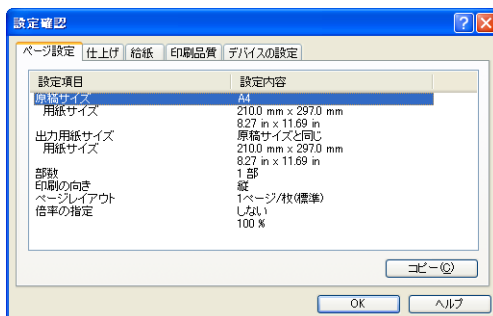 設定確認
ページ設定 仕上げ 給紙 印刷品質 デバイスの設定
設定項目 設定内容
原稿サイズ A4
用紙サイズ 210.0 mm x 297.0 mm
8.27 in x 11.69 in
出力用紙サイズ 原稿サイズと同じ
用紙サイズ 210.0 mm x 297.0 mm
8.27 in x 11.69 in
部数 1 部
印刷の向き 縦
ページレイアウト 1ページ/枚(標準)
倍率の指定 しない
100 %
コピー(C)
OK ヘルプ